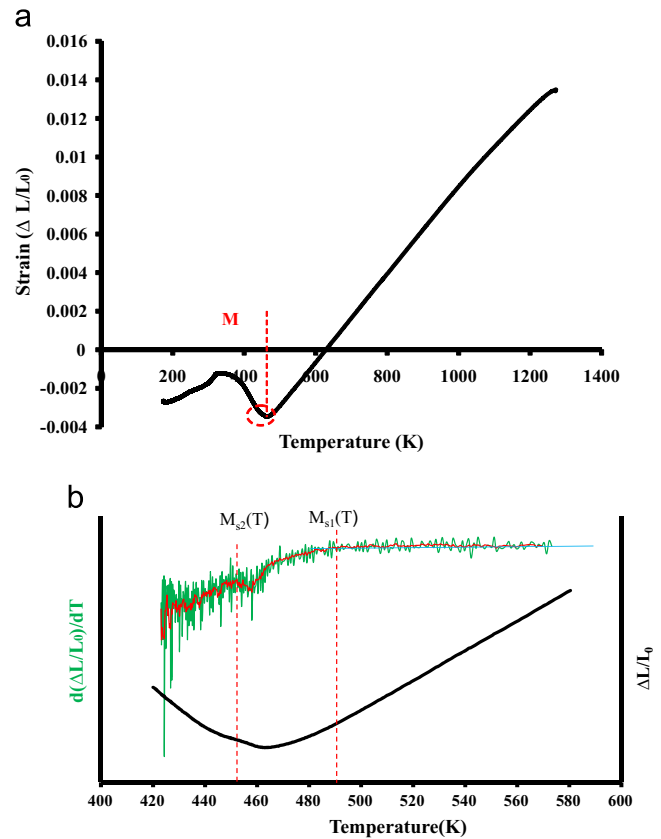 a
0.016
0.014
0.012
0.01
0.008
0.006
0.004
0.002
0
-0.002
-0.004
Strain (Δ L/L₀)
M
0 200 400 600 800 1000 1200 1400
Temperature (K)
b
Mₛ₂(T) Mₛ₁(T)
d(ΔL/L₀)/dT
ΔL/L₀
400 420 440 460 480 500 520 540 560 580 600
Temperature(K)